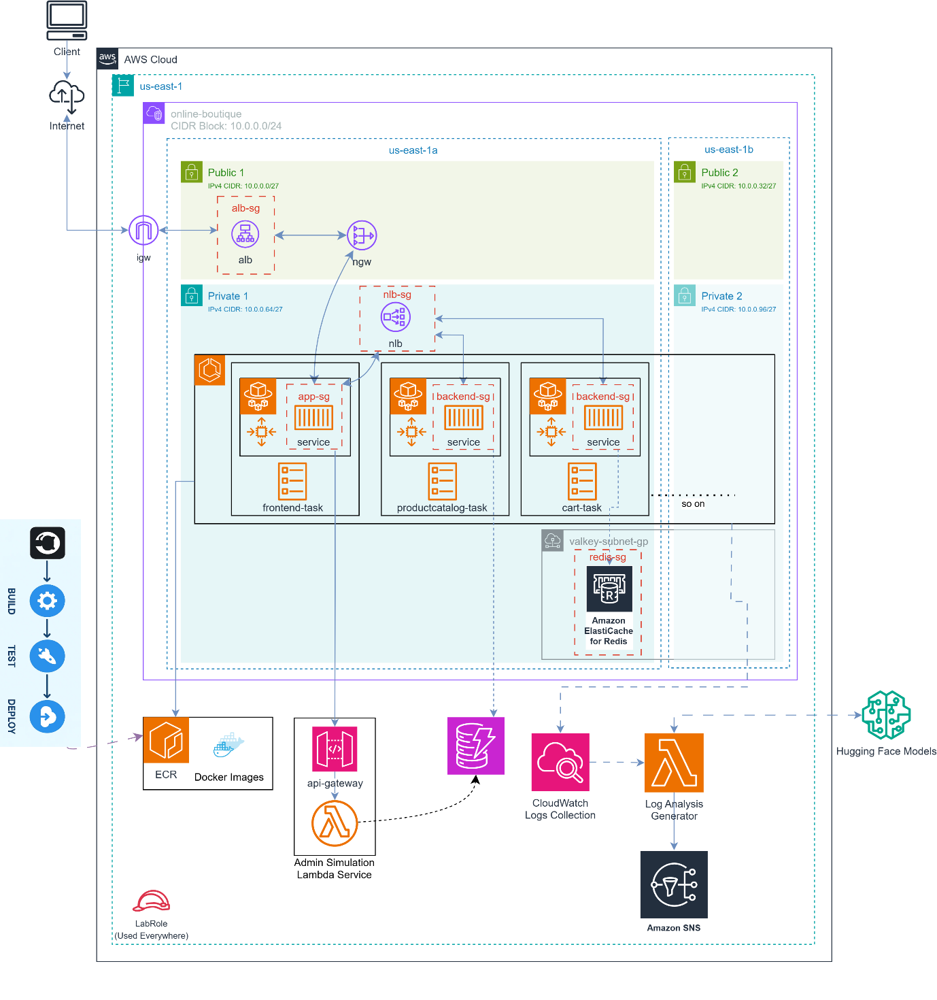 Client
aws
AWS Cloud
us-east-1
Internet
online-boutique
CIDR Block: 10.0.0.0/24
us-east-1a
us-east-1b
Public 1
IPv4 CIDR: 10.0.0.0/27
Public 2
IPv4 CIDR: 10.0.0.32/27
alb-sg
alb
igw
ngw
Private 1
IPv4 CIDR: 10.0.0.64/27
nlb-sg
nlb
Private 2
IPv4 CIDR: 10.0.0.96/27
app-sg
service
backend-sg
service
backend-sg
service
frontend-task
productcatalog-task
cart-task
so on
valkey-subnet-gp
redis-sg
R
Amazon
ElastiCache
for Redis
BUILD
TEST
DEPLOY
ECR
Docker Images
</>
api-gateway
Admin Simulation
Lambda Service
CloudWatch
Logs Collection
Log Analysis
Generator
Hugging Face Models
Amazon SNS
LabRole
(Used Everywhere)